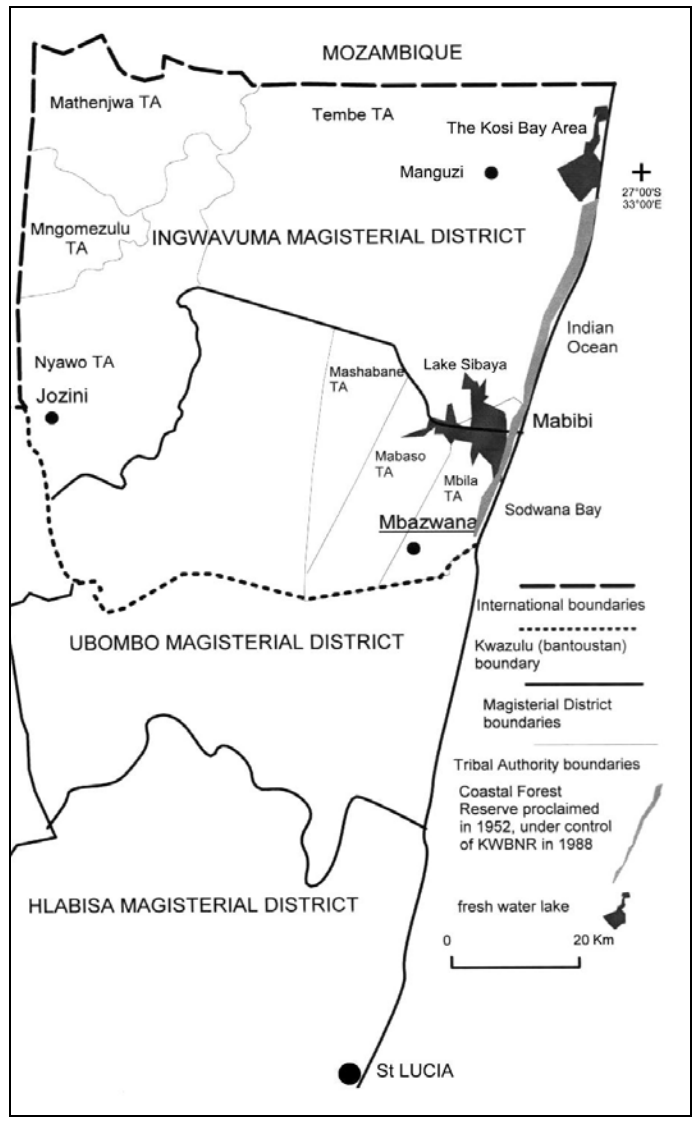 MOZAMBIQUE
Mathenjwa TA
Tembe TA
The Kosi Bay Area
Manguzi
27°00'S
33°00'E
Mngomezulu
TA
INGWAVUMA MAGISTERIAL DISTRICT
Indian
Ocean
Nyawo TA
Jozini
Mashabane
TA
Lake Sibaya
Mabibi
Mabaso
TA
Mbila
TA
Sodwana Bay
Mbazwana
International boundaries
Kwazulu (bantoustan)
boundary
UBOMBO MAGISTERIAL DISTRICT
Magisterial District
boundaries
Tribal Authority boundaries
Coastal Forest
Reserve proclaimed
in 1952, under control
of KWBNR in 1988
HLABISA MAGISTERIAL DISTRICT
fresh water lake
0 20 Km
St LUCIA